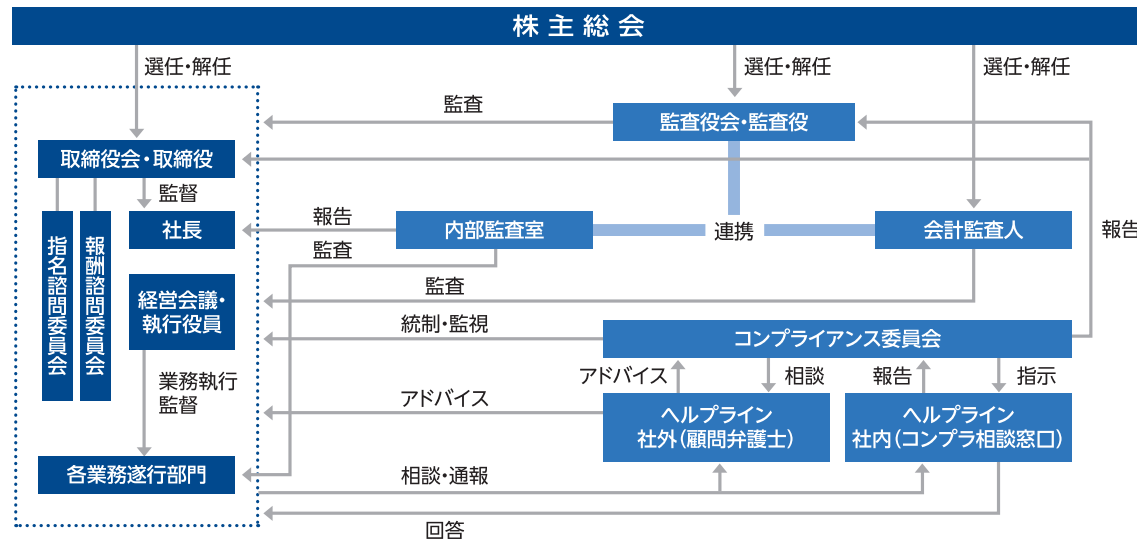 株主総会
選任・解任
選任・解任
選任・解任
監査
監査役会・監査役
取締役会・取締役
監督
社長
報告
内部監査室
連携
会計監査人
報告
監査
指名諮問委員会
報酬諮問委員会
経営会議・
執行役員
監査
統制・監視
コンプライアンス委員会
業務執行
監督
アドバイス
相談
報告
指示
アドバイス
ヘルプライン
社外（顧問弁護士）
ヘルプライン
社内（コンプラ相談窓口）
各業務遂行部門
相談・通報
回答